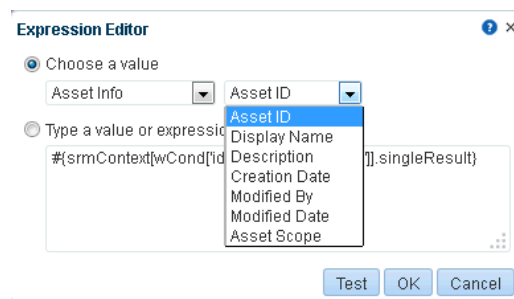 Expression Editor
Choose a value
Asset Info
Asset ID
Asset ID
Display Name
Description
Creation Date
Modified By
Modified Date
Asset Scope
Type a value or
#{srmContext[wCond['id ']].singleResult}
Test OK Cancel